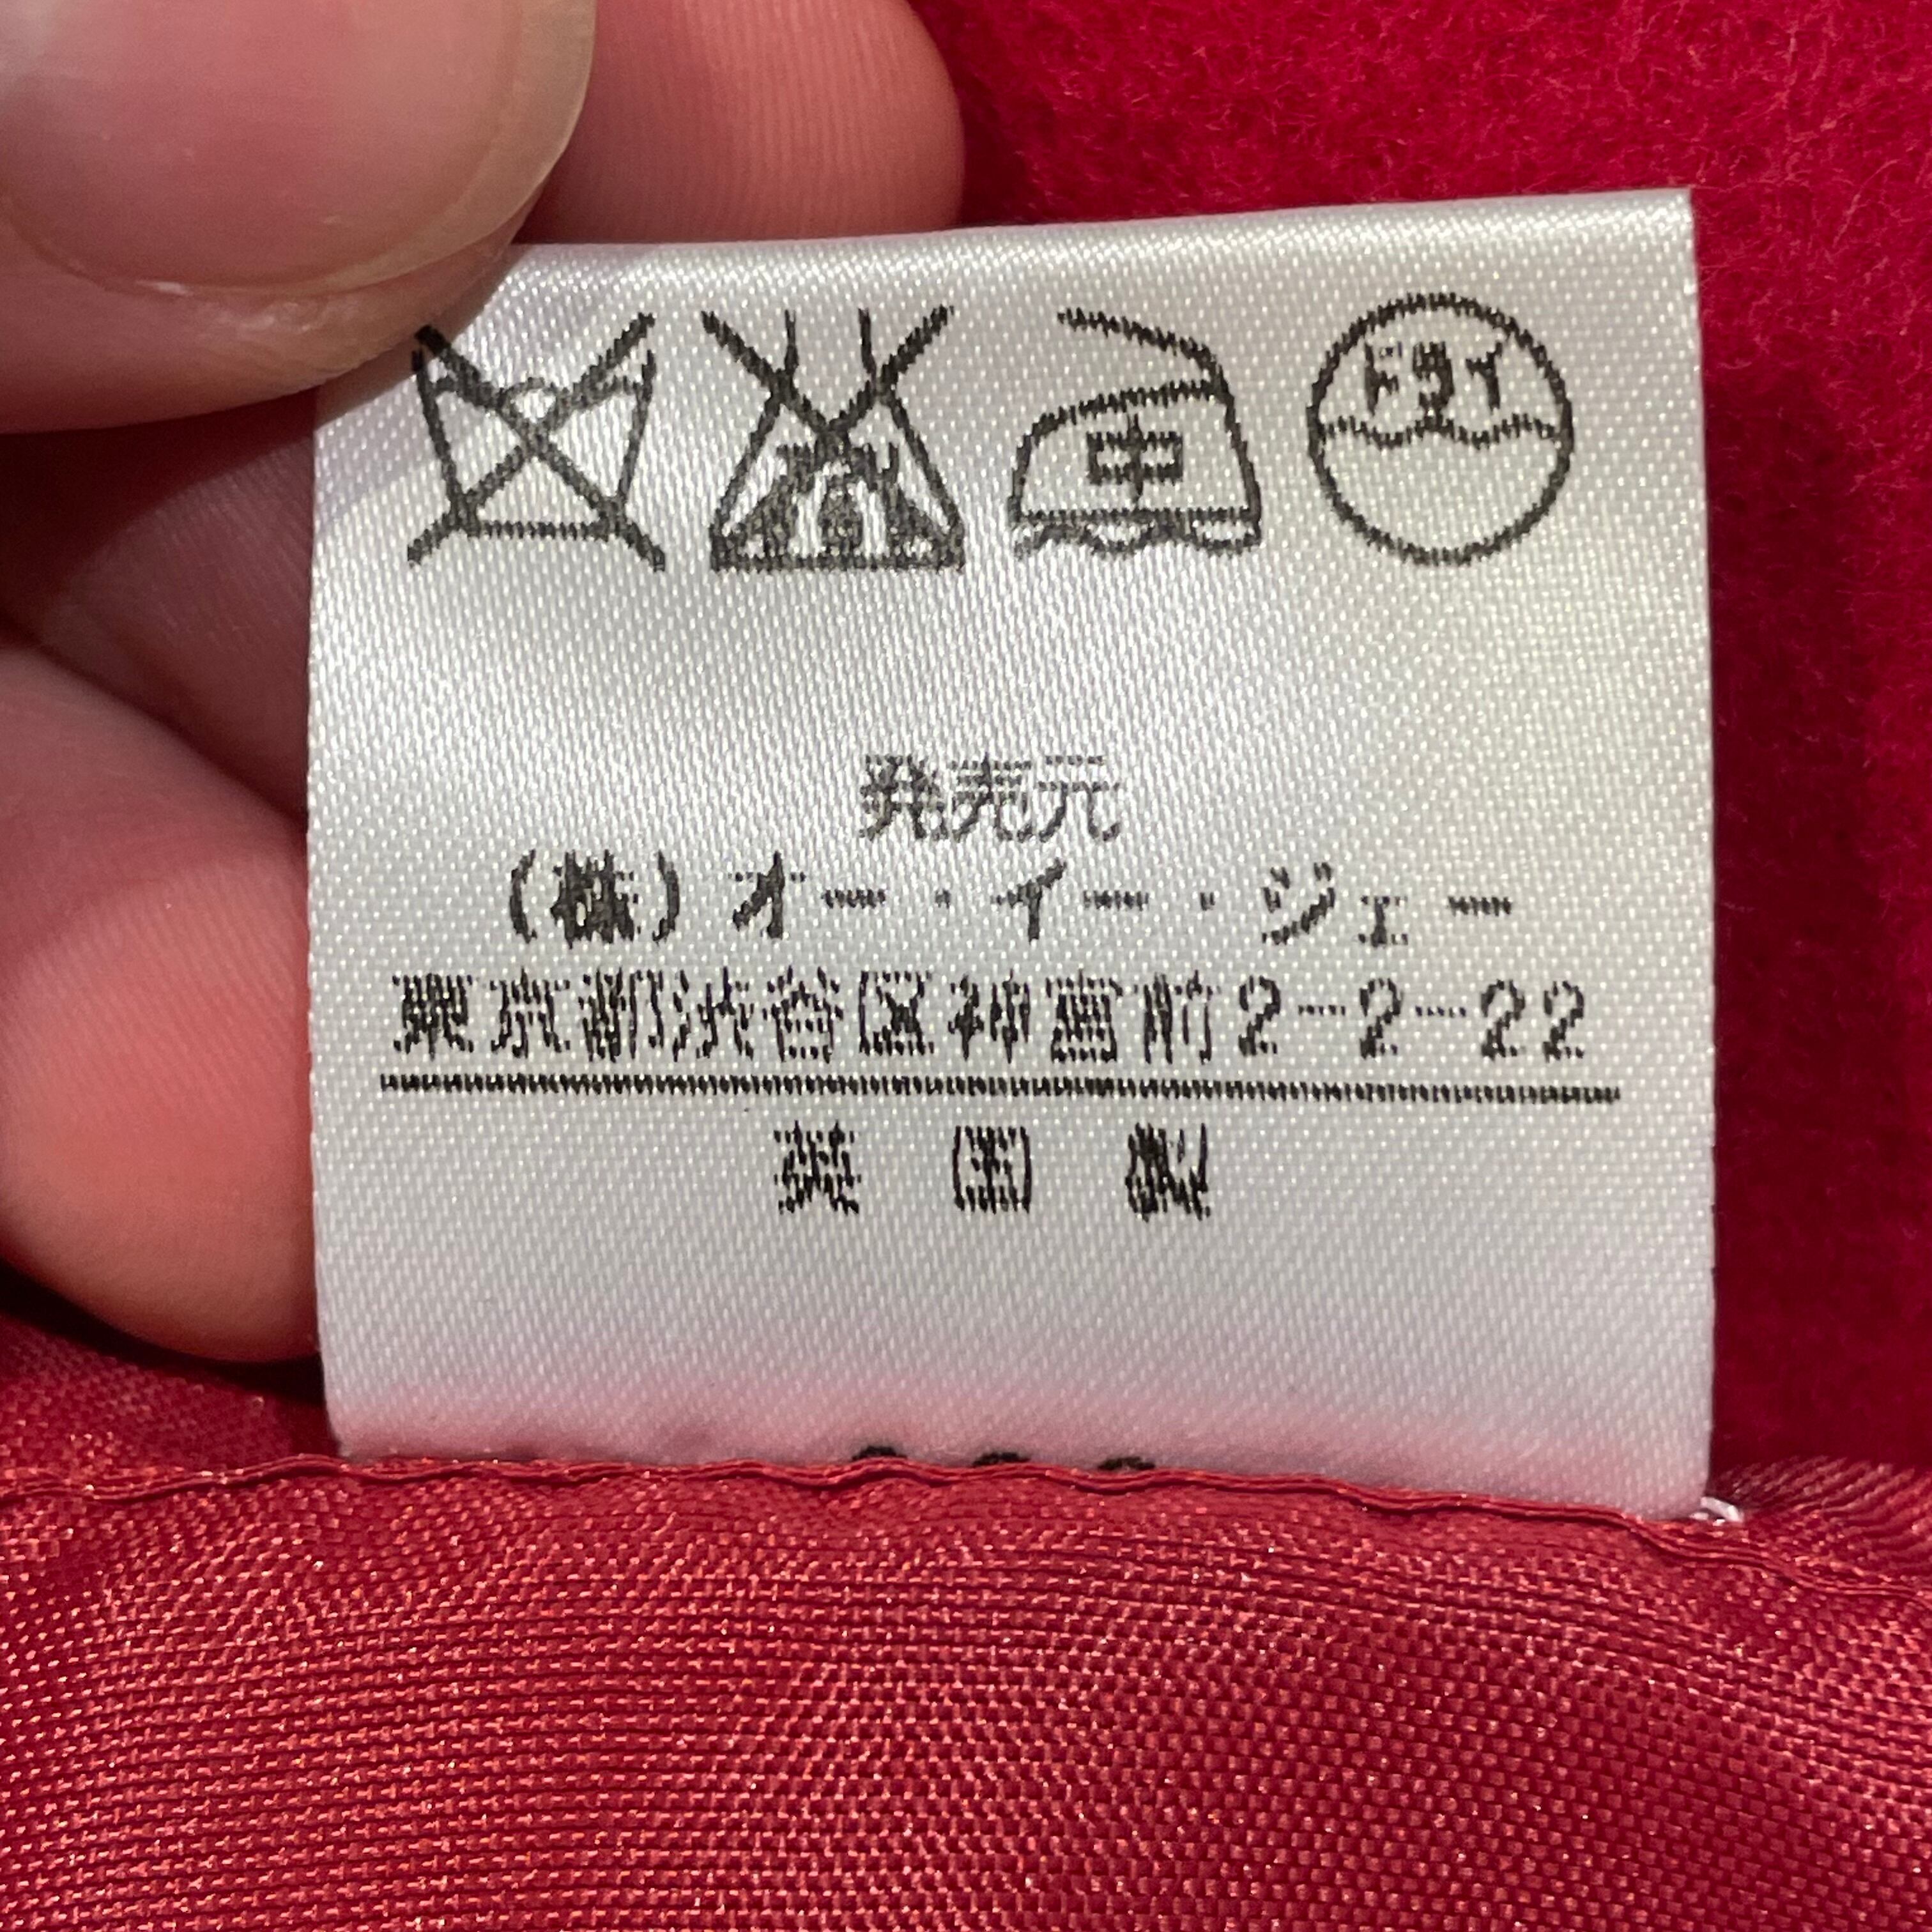 中 ドライ
発売元
(株) オー・イー・ジェー
東京都渋谷区神宮前2-2-22
英 国 製